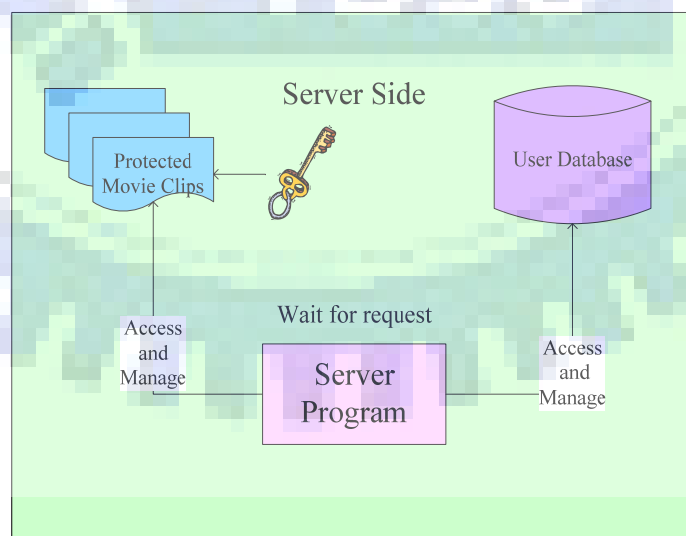 Server Side
Protected
Movie Clips
User Database
Wait for request
Access
and
Manage
Server
Program
Access
and
Manage